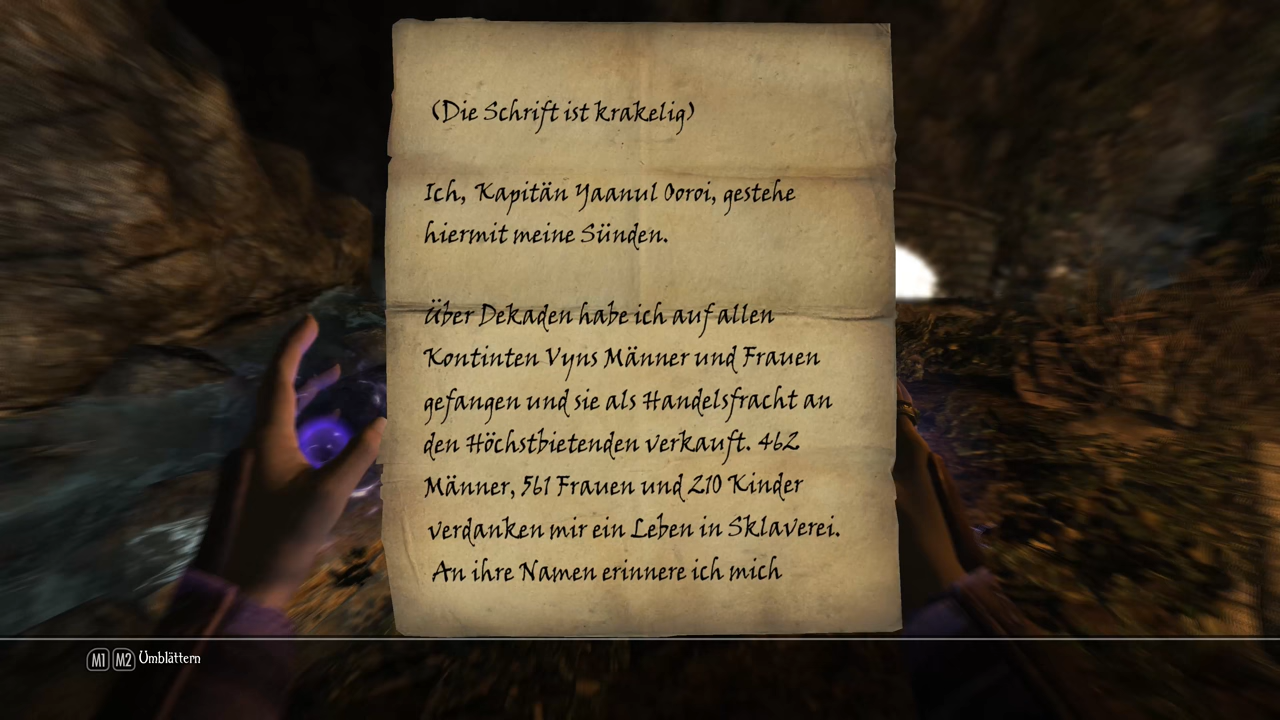 (Die Schrift ist krakelig)
Ich, Kapitän Yaanul Ooroi, gestehe
hiermit meine Sünden.
Über Dekaden habe ich auf allen
Kontinten Vyns Männer und Frauen
gefangen und sie als Handelsfracht an
den Höchstbietenden verkauft. 462
Männer, 561 Frauen und 210 Kinder
verdanken mir ein Leben in Sklaverei.
An ihre Namen erinnere ich mich
M1 M2 Umblättern